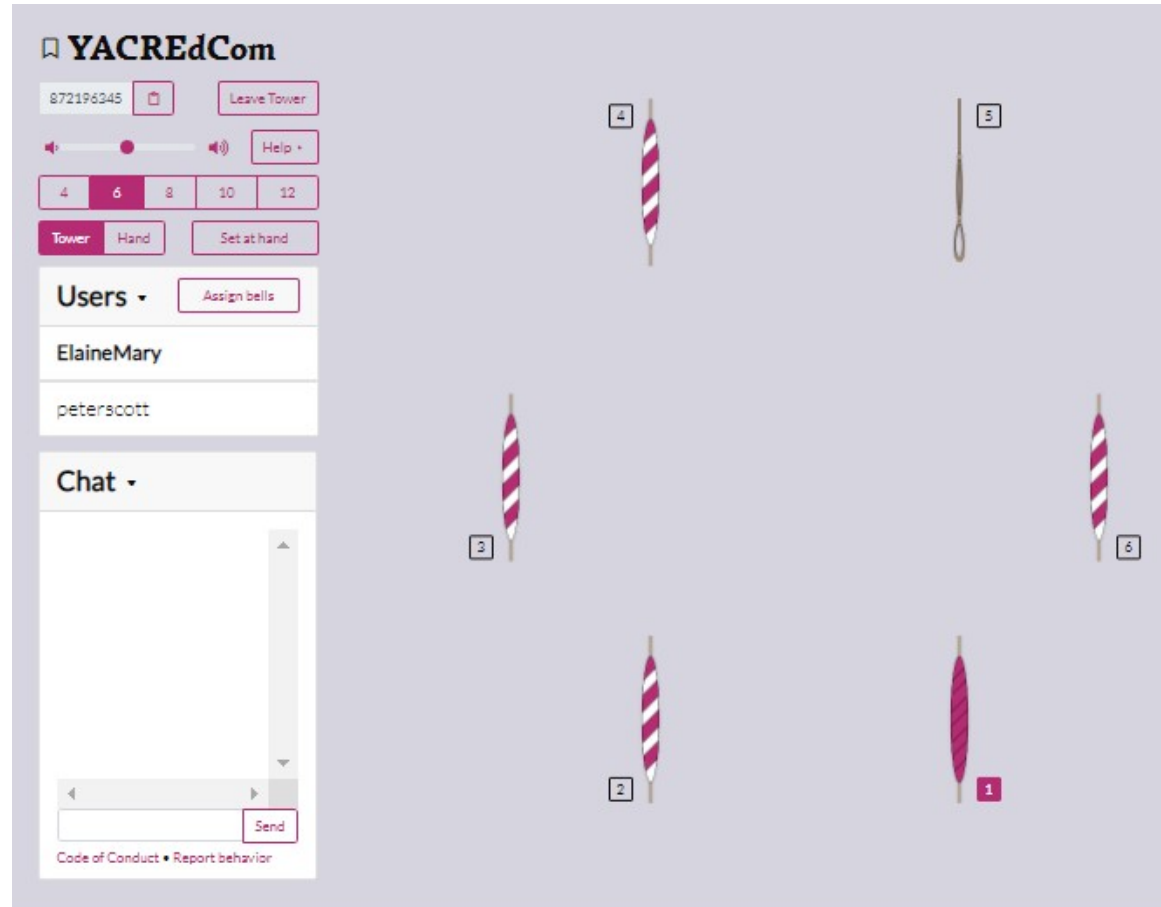 YACREdCom
872196345
Leave Tower
Help
4 6 8 10 12
Tower Hand Set at hand
Users
Assign bells
ElaineMary
peterscott
Chat
Send
Code of Conduct • Report behavior
4
5
3
6
2
1